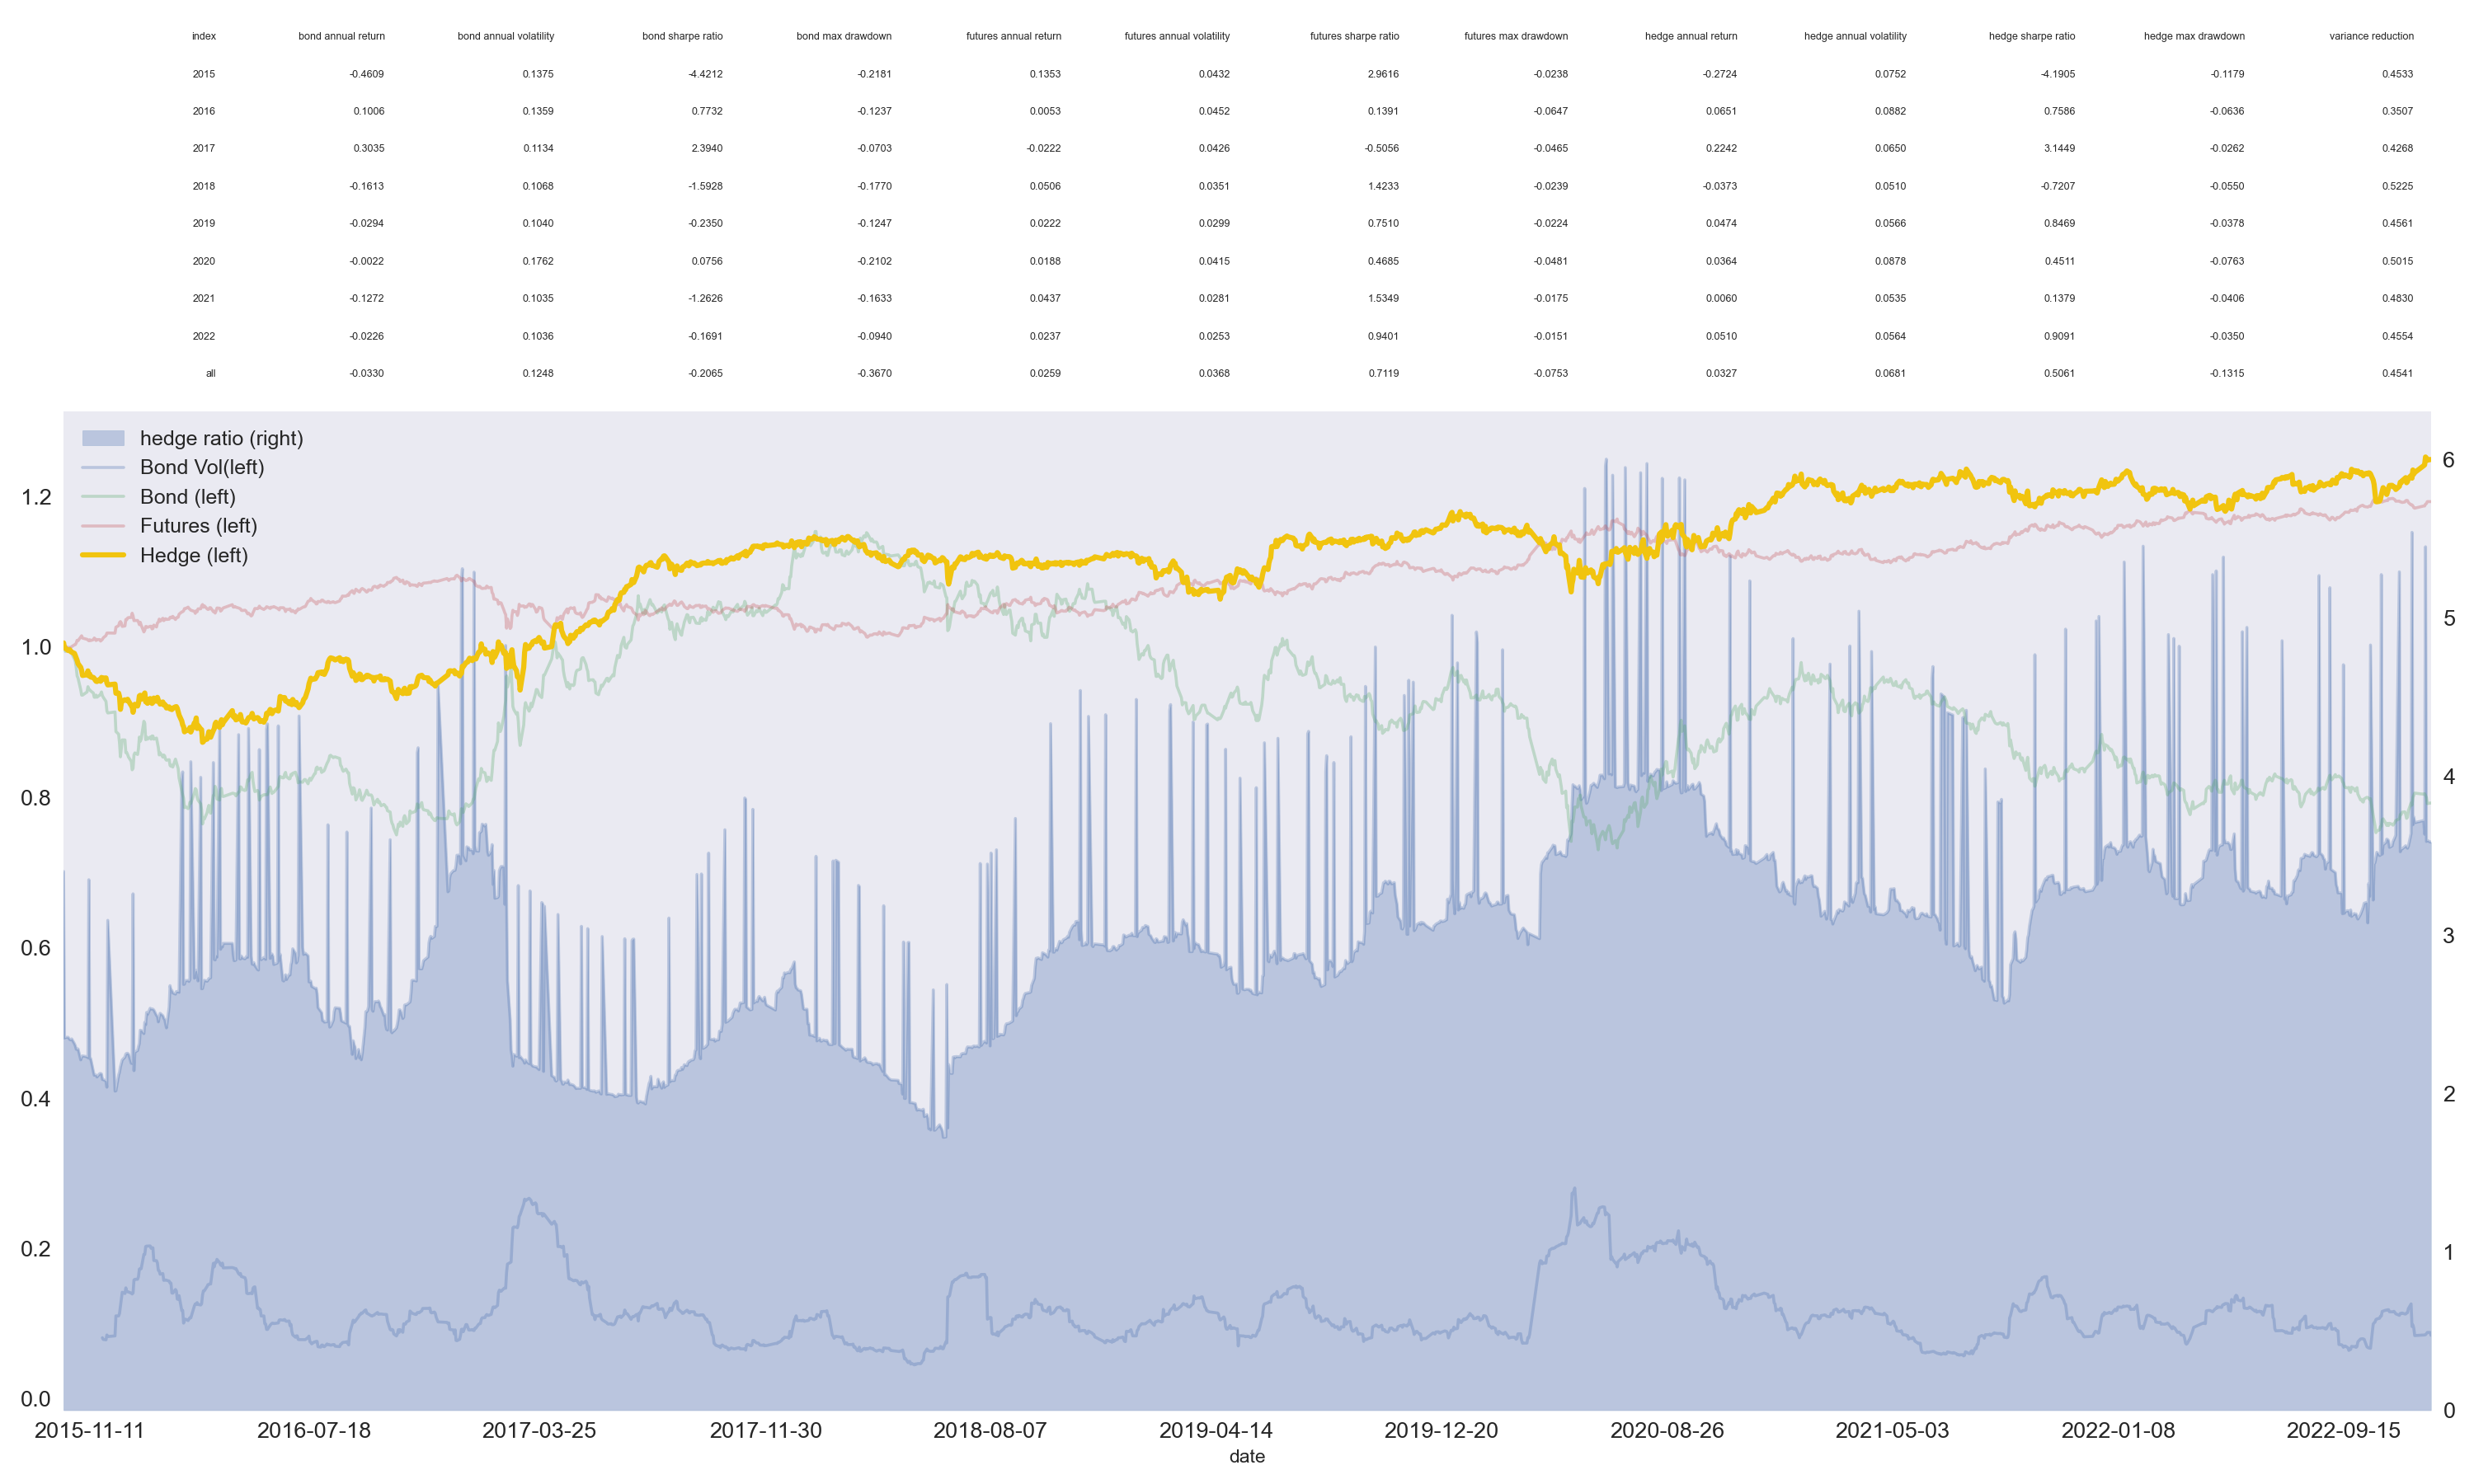 index bond annual return bond annual volatility bond sharpe ratio bond max drawdown futures annual return futures annual volatility futures sharpe ratio futures max drawdown hedge annual return hedge annual volatility hedge sharpe ratio hedge max drawdown variance reduction
2015 -0.4609 0.1375 -4.4212 -0.2181 0.1353 0.0432 2.9616 -0.0238 -0.2724 0.0752 -4.1905 -0.1179 0.4533
2016 0.1006 0.1359 0.7732 -0.1237 0.0053 0.0452 0.1391 -0.0647 0.0651 0.0882 0.7586 -0.0636 0.3507
2017 0.3035 0.1134 2.3940 -0.0703 -0.0222 0.0426 -0.5056 -0.0465 0.2242 0.0650 3.1449 -0.0262 0.4268
2018 -0.1613 0.1068 -1.5928 -0.1770 0.0506 0.0351 1.4233 -0.0239 -0.0373 0.0510 -0.7207 -0.0550 0.5225
2019 -0.0294 0.1040 -0.2350 -0.1247 0.0222 0.0299 0.7510 -0.0224 0.0474 0.0566 0.8469 -0.0378 0.4561
2020 -0.0022 0.1762 0.0756 -0.2102 0.0188 0.0415 0.4685 -0.0481 0.0364 0.0878 0.4511 -0.0763 0.5015
2021 -0.1272 0.1035 -1.2626 -0.1633 0.0437 0.0281 1.5349 -0.0175 0.0060 0.0535 0.1379 -0.0406 0.4830
2022 -0.0226 0.1036 -0.1691 -0.0940 0.0237 0.0253 0.9401 -0.0151 0.0510 0.0564 0.9091 -0.0350 0.4554
all -0.0330 0.1248 -0.2065 -0.3670 0.0259 0.0368 0.7119 -0.0753 0.0327 0.0681 0.5061 -0.1315 0.4541
hedge ratio (right)
Bond Vol(left)
Bond (left)
Futures (left)
Hedge (left)
1.2
1.0
0.8
0.6
0.4
0.2
0.0
6
5
4
3
2
1
0
2015-11-11 2016-07-18 2017-03-25 2017-11-30 2018-08-07 2019-04-14 2019-12-20 2020-08-26 2021-05-03 2022-01-08 2022-09-15
date